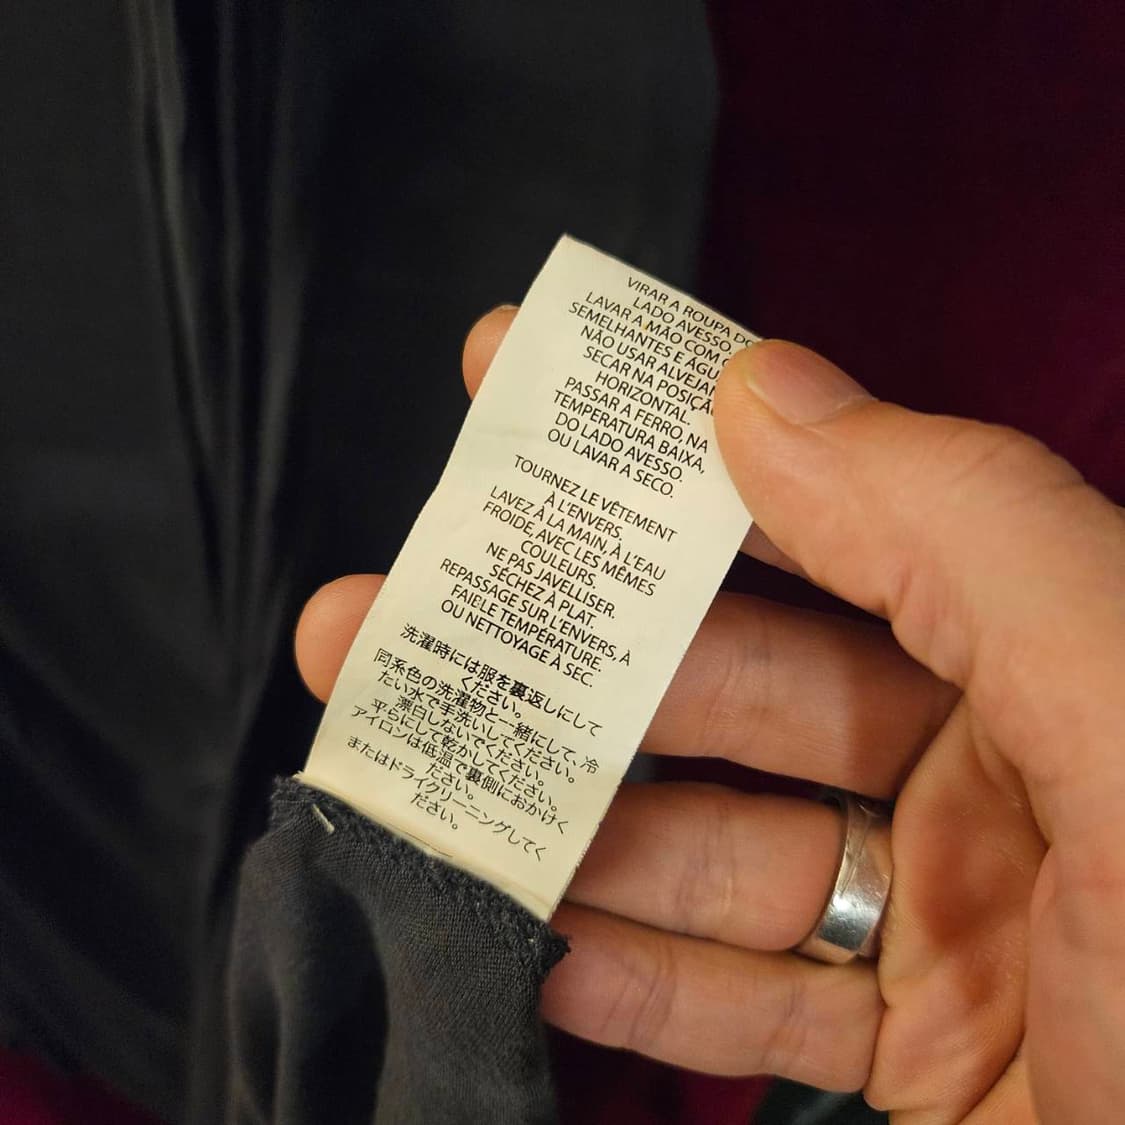 VIRAR A ROUPA DO
LADO AVESSO.
LAVAR A MÃO COM
SEMELHANTES E
NÃO USAR
SECAR NA
HORIZONTAL.
PASSAR A FERRO, NA
TEMPERATURA BAIXA,
DO LADO AVESSO.
OU LAVAR A SECO.
TOURNEZ LE VÊTEMENT
À L'ENVERS.
LAVEZ À LA MAIN, À L'EAU
FROIDE, AVEC LES MÊMES
COULEURS.
NE PAS JAVELLISER.
SÉCHEZ À PLAT.
REPASSAGE SUR L'ENVERS, À
FAIBLE TEMPÉRATURE.
OU NETTOYAGE À SEC.
洗濯時には服を裏返しにして
ください。
同系色の洗濯物と一緒にして、冷
たい水で手洗いしてください。
漂白しないでください。
平らにして乾かしてください。
アイロンは低温で裏側におかけく
ださい。
またはドライクリーニングしてく
ださい。